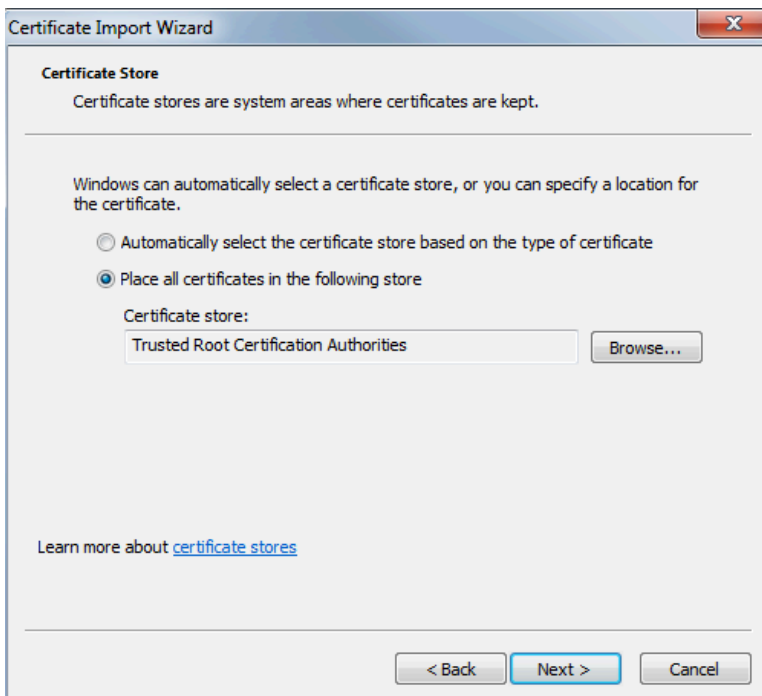 Certificate Import Wizard
Certificate Store
Certificate stores are system areas where certificates are kept.
Windows can automatically select a certificate store, or you can specify a location for
the certificate.
Automatically select the certificate store based on the type of certificate
Place all certificates in the following store
Certificate store:
Trusted Root Certification Authorities
Browse...
Learn more about certificate stores
< Back
Next >
Cancel